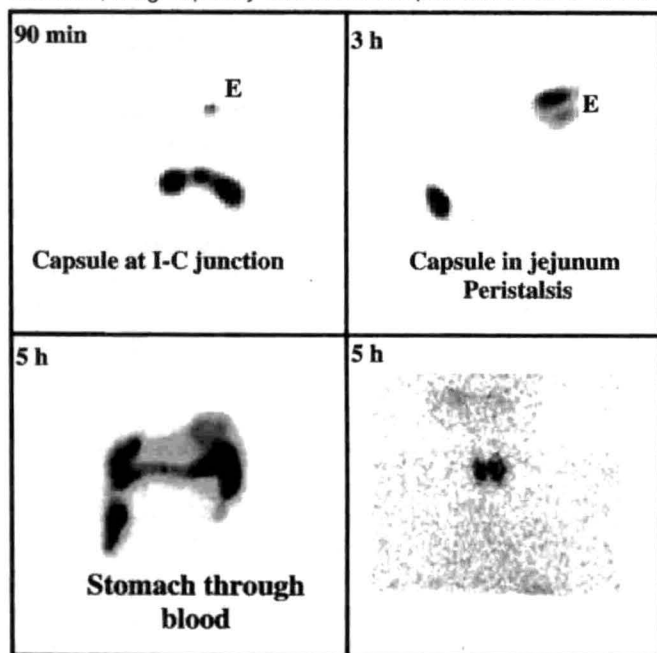 90 min
E
Capsule at I-C junction
3 h
E
Capsule in jejunum
Peristalsis
5 h
Stomach through
blood
5 h